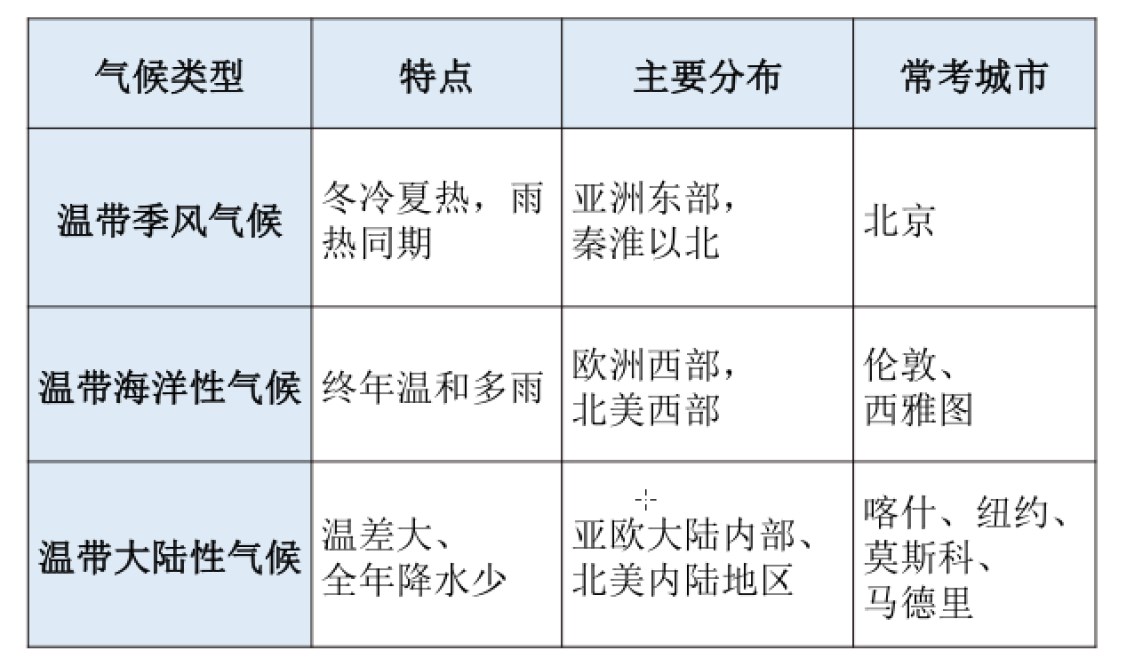 气候类型 特点 主要分布 常考城市
温带季风气候
冬冷夏热，雨
热同期
亚洲东部，
秦淮以北
北京
温带海洋性气候
终年温和多雨
欧洲西部，
北美西部
伦敦、
西雅图
温带大陆性气候
温差大、
全年降水少
亚欧大陆内部、
北美内陆地区
喀什、纽约、
莫斯科、
马德里